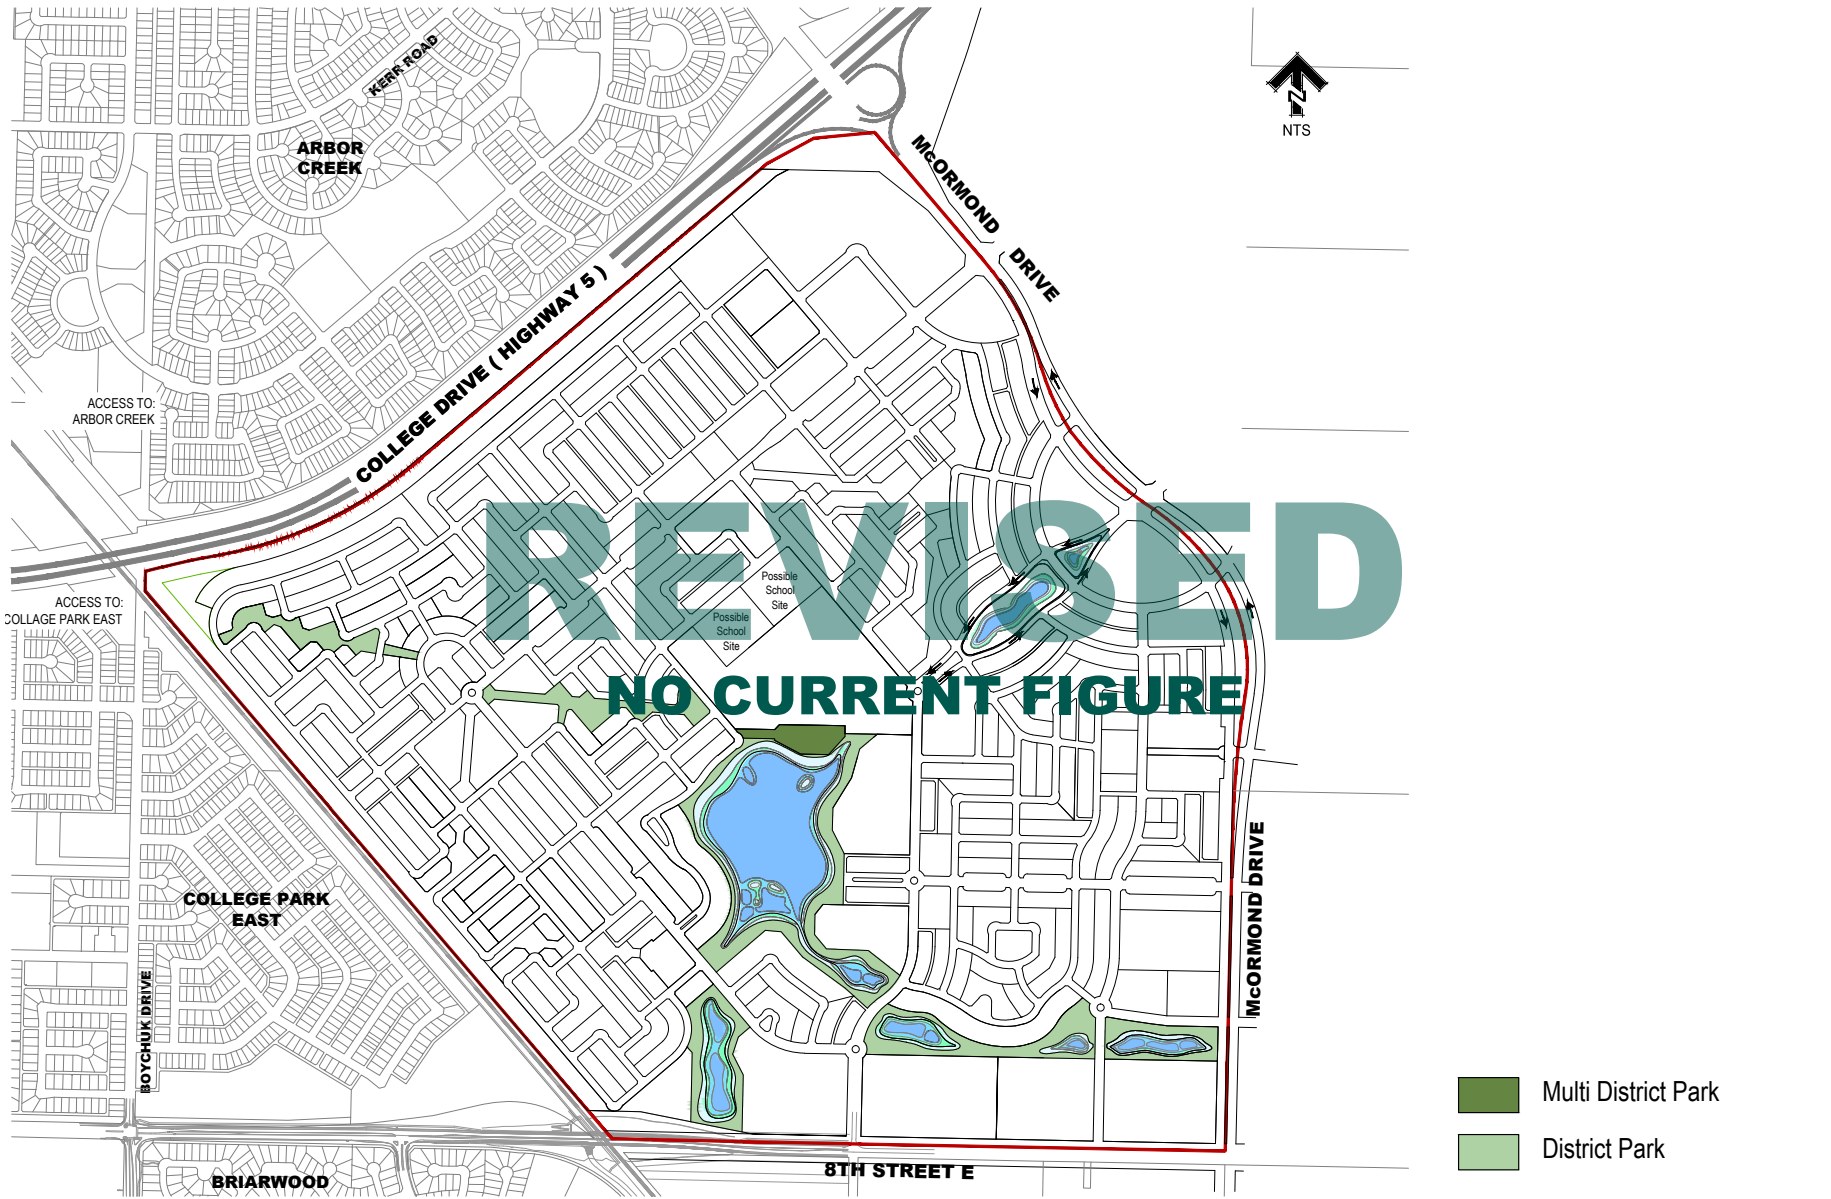 KERR ROAD
ARBOR
CREEK
NTS
McORMOND
DRIVE
COLLEGE DRIVE ( HIGHWAY 5 )
ACCESS TO:
ARBOR CREEK
REVISED
NO CURRENT FIGURE
Possible
School
Site
Possible
School
Site
ACCESS TO:
COLLAGE PARK EAST
COLLEGE PARK
EAST
McORMOND DRIVE
BOYCHUK DRIVE
BRIARWOOD
8TH STREET E
Multi District Park
District Park